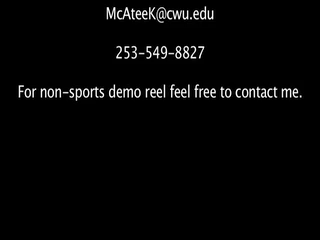 McAteeK@cwu.edu
253-549-8827
For non-sports demo reel feel free to contact me.